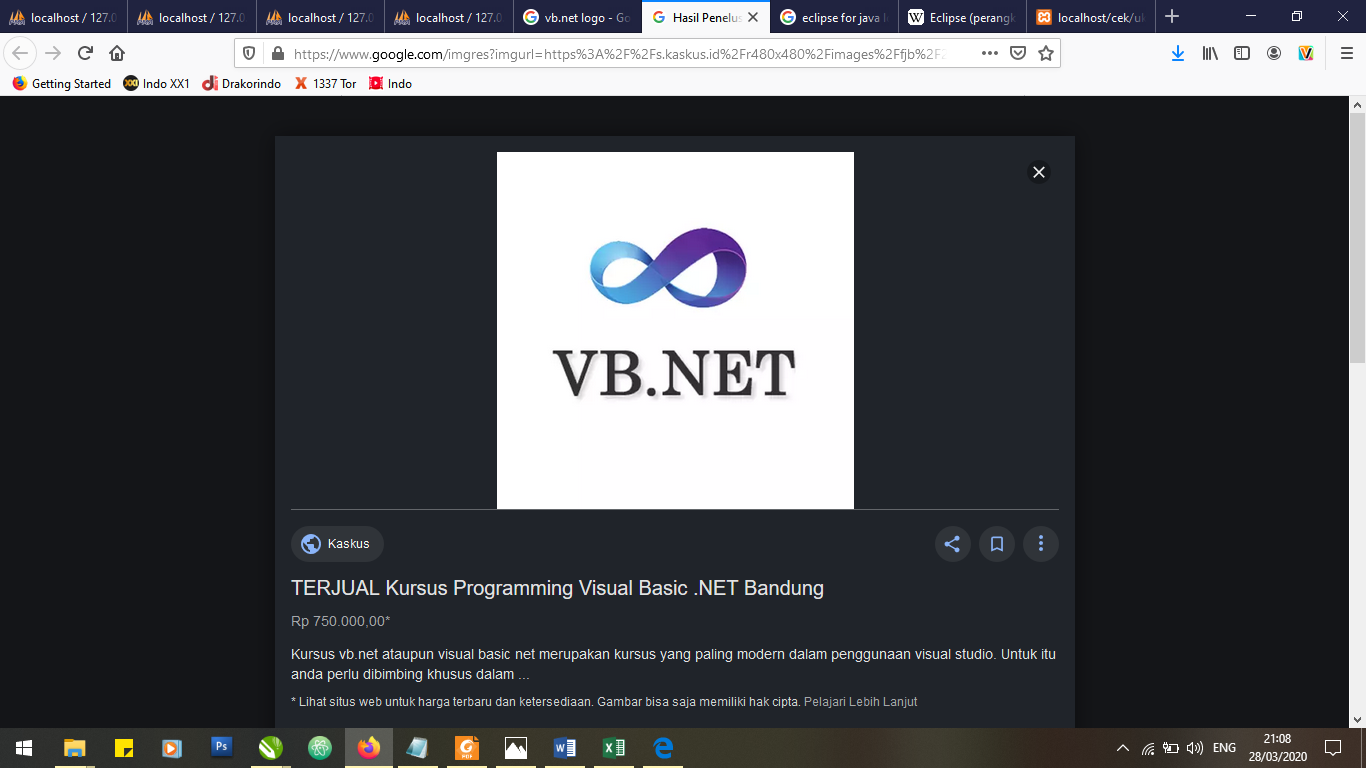 localhost / 127.0
localhost / 127.0
localhost / 127.0
localhost / 127.0
vb.net logo - Go
Hasil Penelus
eclipse for java l
Eclipse (perangk
localhost/cek/uk
https://www.google.com/imgres?imgurl=https%3A%2F%2Fs.kaskus.id%2Fr480x480%2Fimages%2Ffjb%2F2
Getting Started
Indo XX1
Drakorindo
1337 Tor
Indo
VB.NET
Kaskus
TERJUAL Kursus Programming Visual Basic .NET Bandung
Rp 750.000,00*
Kursus vb.net ataupun visual basic net merupakan kursus yang paling modern dalam penggunaan visual studio. Untuk itu
anda perlu dibimbing khusus dalam ...
* Lihat situs web untuk harga terbaru dan ketersediaan. Gambar bisa saja memiliki hak cipta. Pelajari Lebih Lanjut
ENG
21:08
28/03/2020